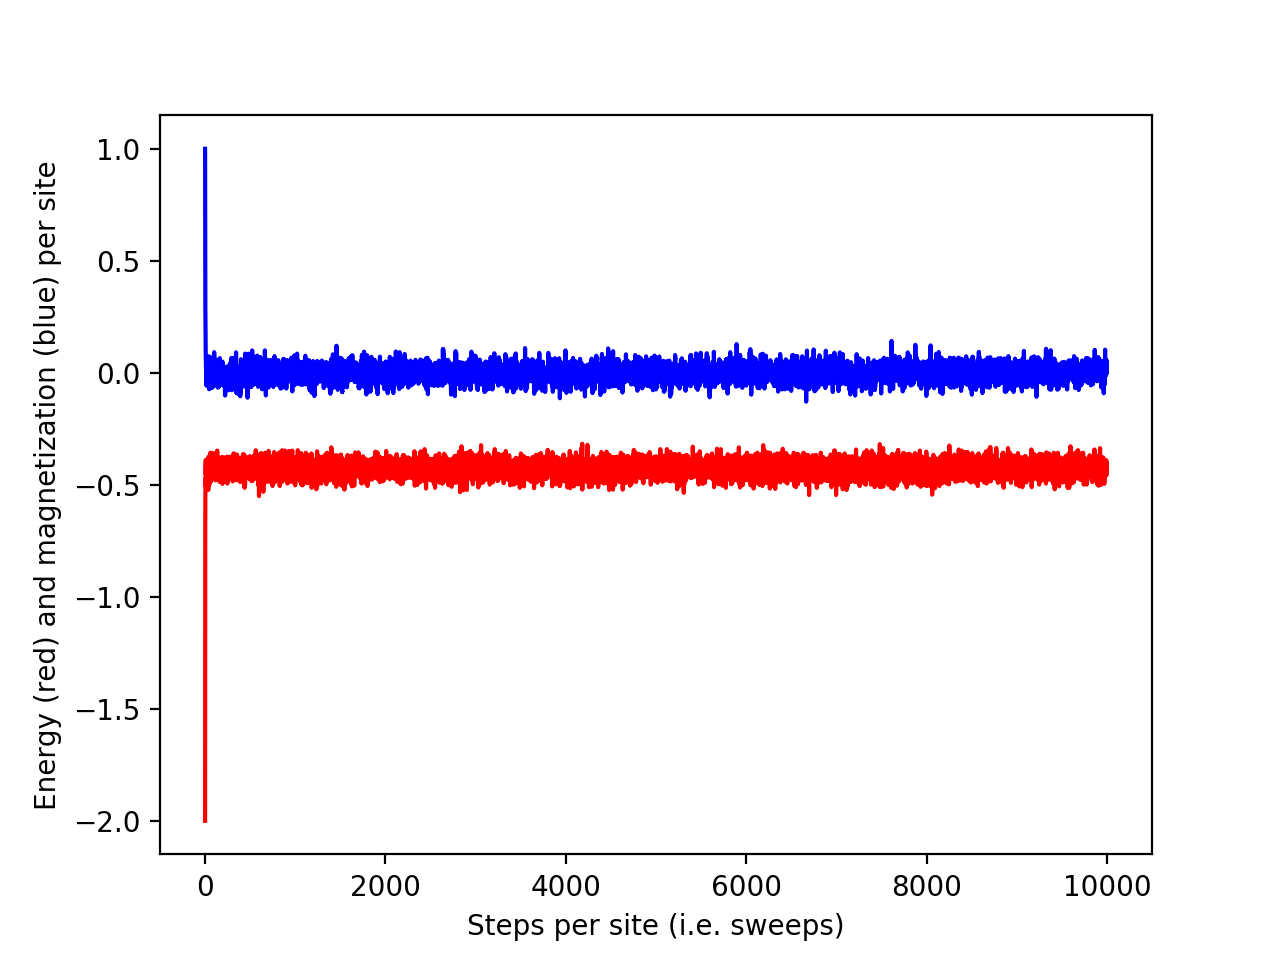 Energy (red) and magnetization (blue) per site
1.0
0.5
0.0
−0.5
−1.0
−1.5
−2.0
0 2000 4000 6000 8000 10000
Steps per site (i.e. sweeps)